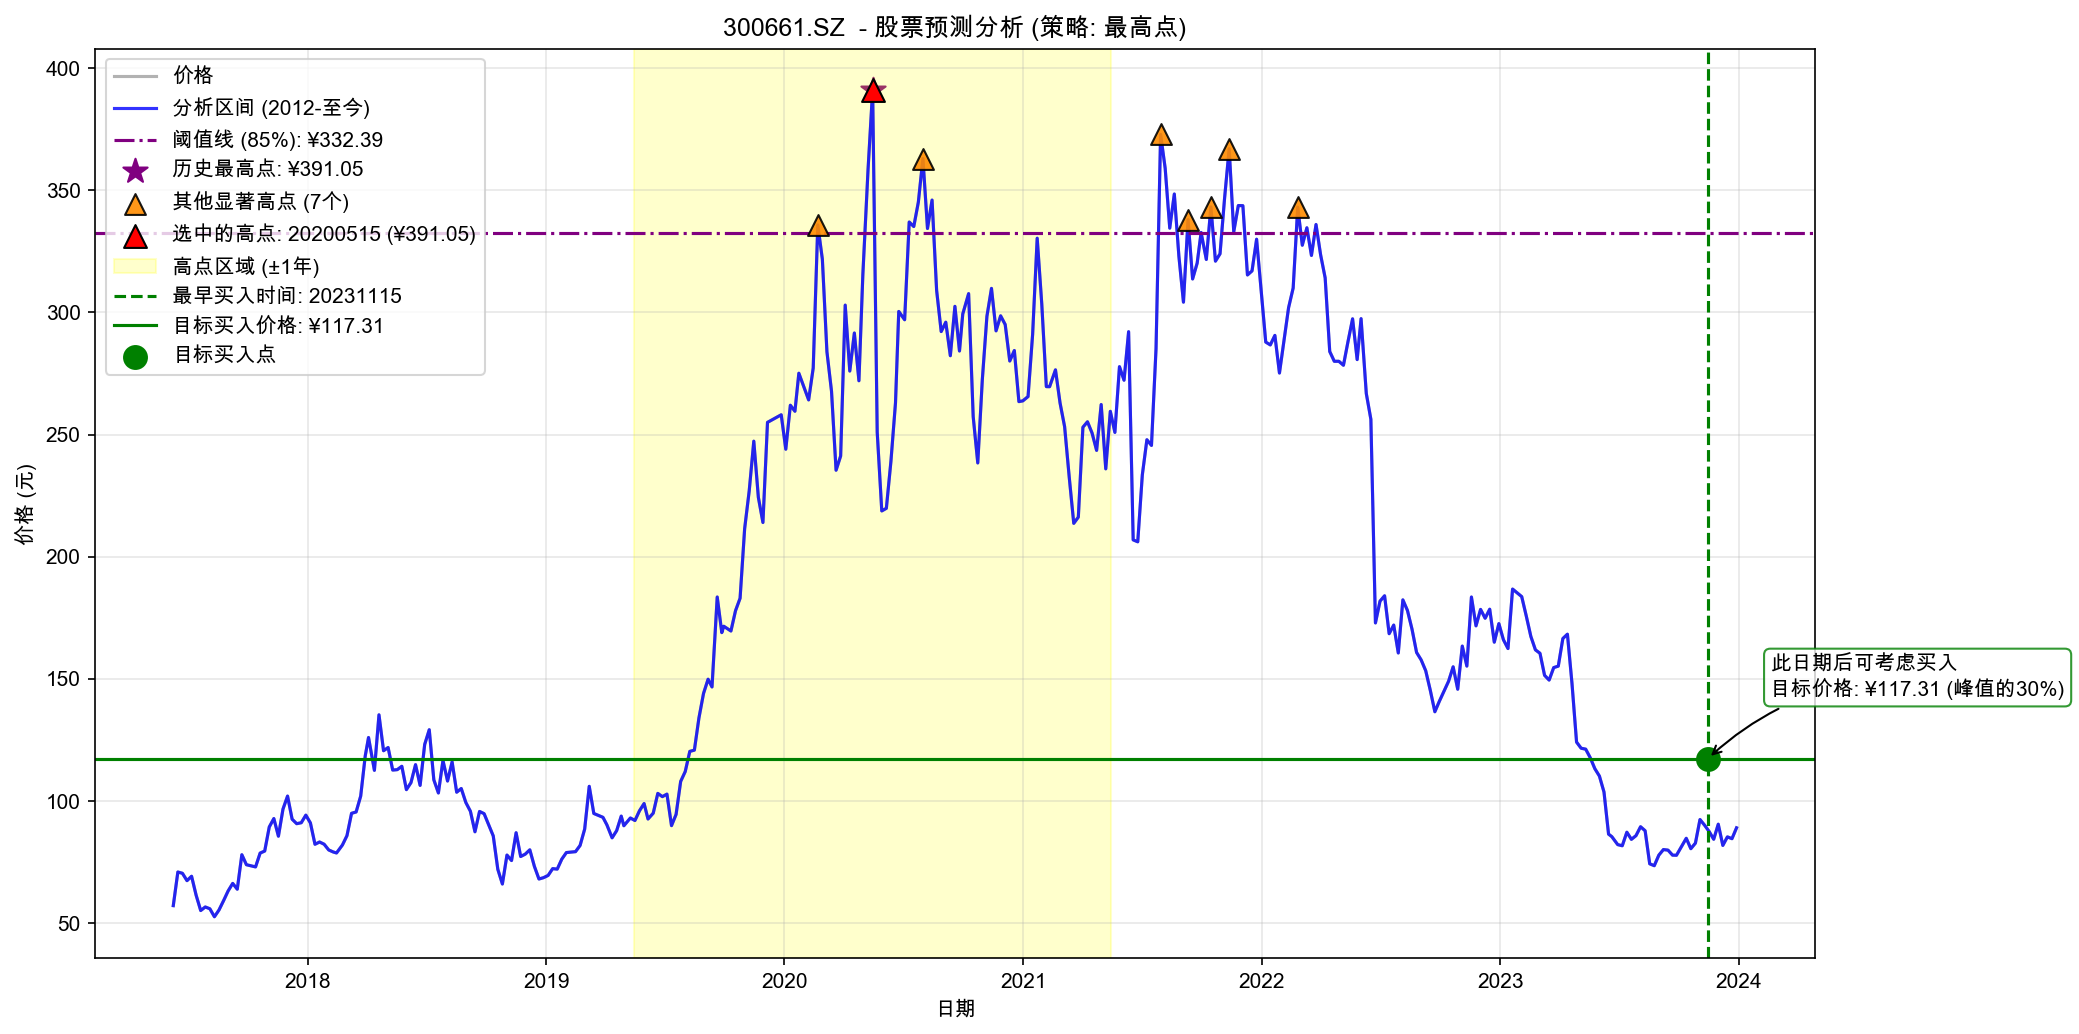 300661.SZ  - 股票预测分析 (策略: 最高点)
价格 (元)
400
350
300
250
200
150
100
50
价格
分析区间 (2012-至今)
阈值线 (85%): ¥332.39
历史最高点: ¥391.05
其他显著高点 (7个)
选中的高点: 20200515 (¥391.05)
高点区域 (±1年)
最早买入时间: 20231115
目标买入价格: ¥117.31
目标买入点
此日期后可考虑买入
目标价格: ¥117.31 (峰值的30%)
2018
2019
2020
2021
2022
2023
2024
日期